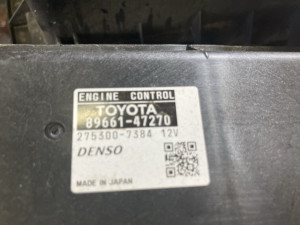 ENGINE CONTROL
TOYOTA
89661-47270
275300-7384 12V
DENSO
MADE IN JAPAN